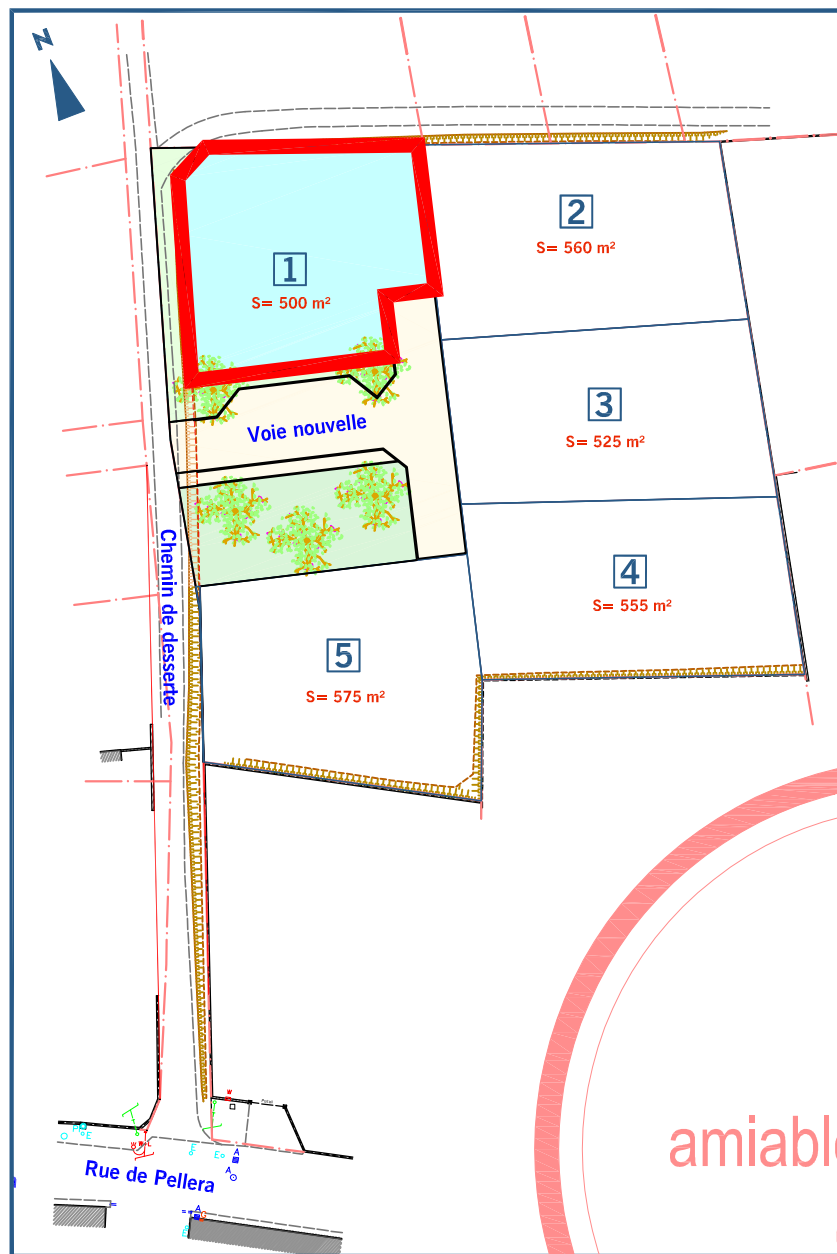 N
1
S= 500 m²
2
S= 560 m²
3
S= 525 m²
Voie nouvelle
4
S= 555 m²
Chemin de desserte
5
S= 575 m²
amiabl
Rue de Pellera